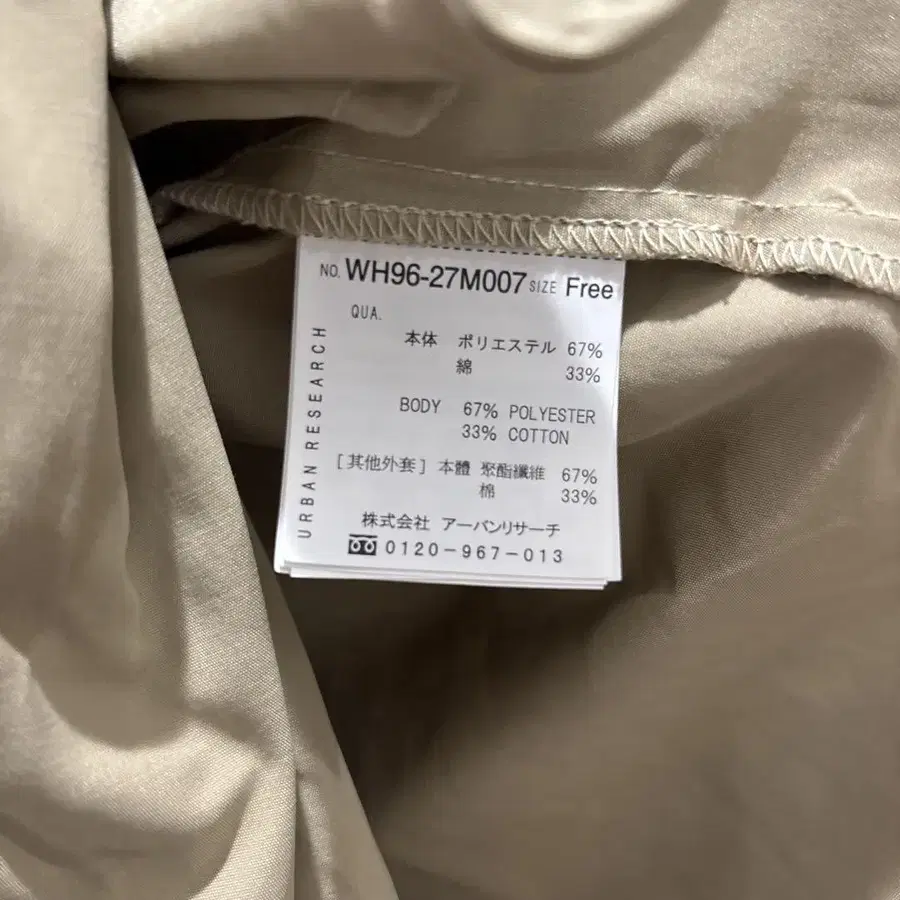 NO. WH96-27M007 SIZE Free
QUA.
本体 ポリエステル 67%
綿 33%
BODY 67% POLYESTER
33% COTTON
[其他外套] 本體 聚酯纖維 67%
棉 33%
株式会社 アーバンリサーチ
0120-967-013
URBAN RESEARCH